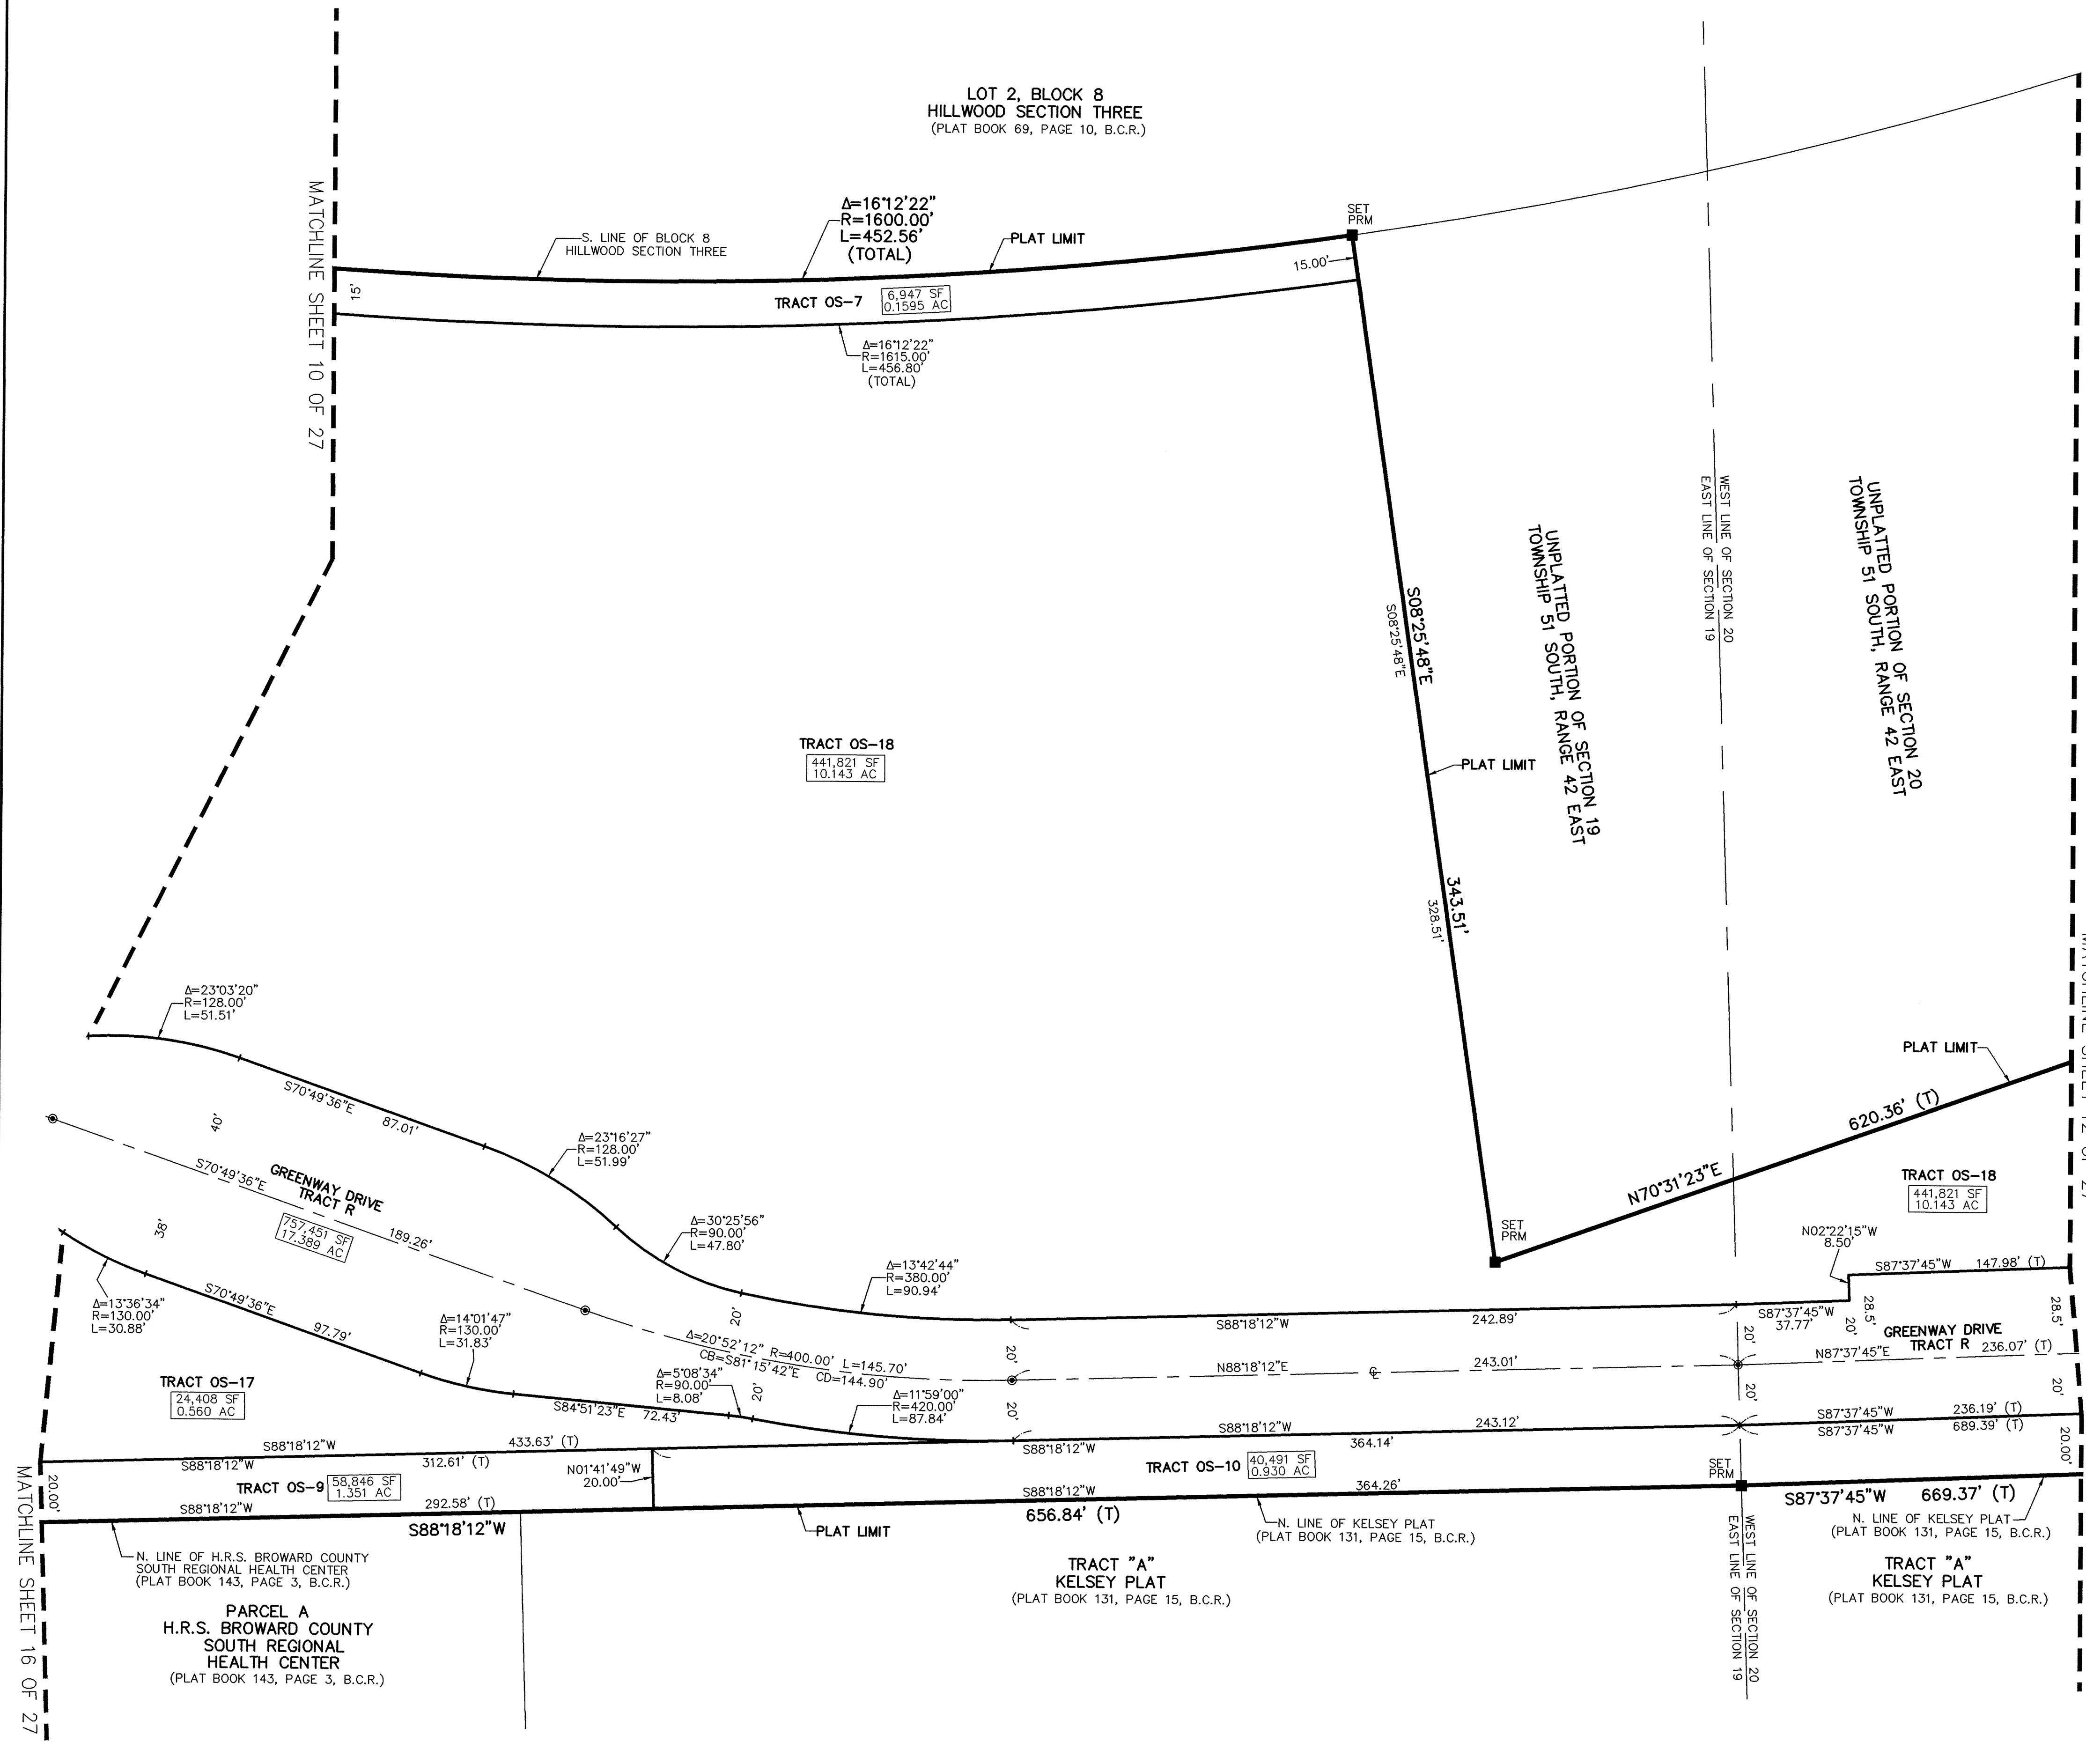 LOT 2, BLOCK 8
HILLWOOD SECTION THREE
(PLAT BOOK 69, PAGE 10, B.C.R.)
MATCHLINE SHEET 10 OF 27
S. LINE OF BLOCK 8
HILLWOOD SECTION THREE
Δ=16°12'22"
R=1600.00'
L=452.56'
(TOTAL)
PLAT LIMIT
SET
PRM
15.00'
15'
TRACT OS-7
6,947 SF
0.1595 AC
Δ=16°12'22"
R=1615.00'
L=456.80'
(TOTAL)
WEST LINE OF SECTION 20
EAST LINE OF SECTION 19
UNPLATTED PORTION OF SECTION 20
TOWNSHIP 51 SOUTH, RANGE 42 EAST
UNPLATTED PORTION OF SECTION 19
TOWNSHIP 51 SOUTH, RANGE 42 EAST
S08°25'48"E
S08°25'48"E
343.51'
328.51'
PLAT LIMIT
TRACT OS-18
441,821 SF
10.143 AC
Δ=23°03'20"
R=128.00'
L=51.51'
S70°49'36"E
87.01'
Δ=23°16'27"
R=128.00'
L=51.99'
40'
38'
S70°49'36"E
189.26'
GREENWAY DRIVE
TRACT R
757,451 SF
17.389 AC
Δ=30°25'56"
R=90.00'
L=47.80'
Δ=13°42'44"
R=380.00'
L=90.94'
Δ=13°36'34"
R=130.00'
L=30.88'
S70°49'36"E
97.79'
Δ=14°01'47"
R=130.00'
L=31.83'
20'
Δ=20°52'12" R=400.00' L=145.70'
CB=S81°15'42"E CD=144.90'
Δ=5°08'34"
R=90.00'
L=8.08'
20'
Δ=11°59'00"
R=420.00'
L=87.84'
S84°51'23"E
72.43'
20'
20'
S88°18'12"W
242.89'
N88°18'12"E
243.01'
S88°18'12"W
243.12'
S88°18'12"W
364.14'
SET
PRM
N70°31'23"E
620.36' (T)
PLAT LIMIT
TRACT OS-18
441,821 SF
10.143 AC
N02°22'15"W
8.50'
S87°37'45"W 147.98' (T)
S87°37'45"W
37.77'
28.5'
28.5'
20'
20'
20'
20'
GREENWAY DRIVE
TRACT R
N87°37'45"E
236.07' (T)
S87°37'45"W
236.19' (T)
S87°37'45"W
689.39' (T)
20.00'
TRACT OS-17
24,408 SF
0.560 AC
S88°18'12"W
433.63' (T)
S88°18'12"W
312.61' (T)
20.00'
TRACT OS-9
58,846 SF
1.351 AC
N01°41'49"W
20.00'
TRACT OS-10
40,491 SF
0.930 AC
SET
PRM
S88°18'12"W
292.58' (T)
S88°18'12"W
364.26'
S88°18'12"W
656.84' (T)
S87°37'45"W 669.37' (T)
PLAT LIMIT
N. LINE OF KELSEY PLAT
(PLAT BOOK 131, PAGE 15, B.C.R.)
N. LINE OF KELSEY PLAT
(PLAT BOOK 131, PAGE 15, B.C.R.)
N. LINE OF H.R.S. BROWARD COUNTY
SOUTH REGIONAL HEALTH CENTER
(PLAT BOOK 143, PAGE 3, B.C.R.)
PARCEL A
H.R.S. BROWARD COUNTY
SOUTH REGIONAL
HEALTH CENTER
(PLAT BOOK 143, PAGE 3, B.C.R.)
TRACT "A"
KELSEY PLAT
(PLAT BOOK 131, PAGE 15, B.C.R.)
WEST LINE OF SECTION 20
EAST LINE OF SECTION 19
TRACT "A"
KELSEY PLAT
(PLAT BOOK 131, PAGE 15, B.C.R.)
MATCHLINE SHEET 16 OF 27